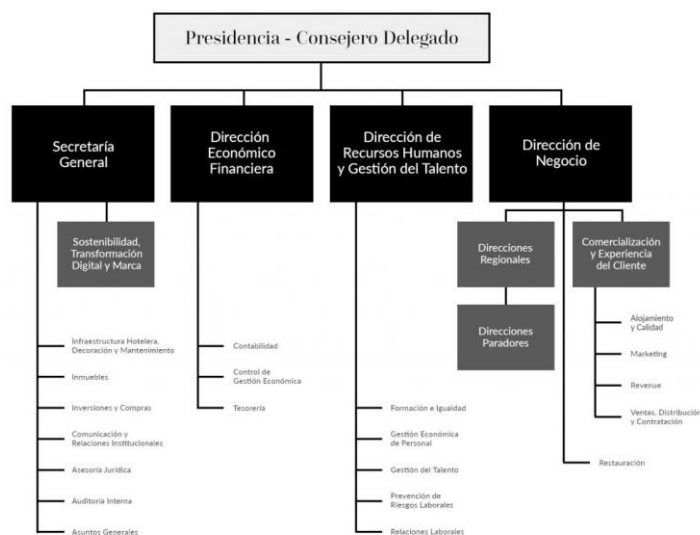 Presidencia - Consejero Delegado
Secretaría
General
Dirección
Económico
Financiera
Dirección de
Recursos Humanos
y Gestión del Talento
Dirección de
Negocio
Sostenibilidad,
Transformación
Digital y Marca
Direcciones
Regionales
Comercialización
y Experiencia
del Cliente
Direcciones
Paradores
Infraestructura Hotelera,
Decoración y Mantenimiento
Inmuebles
Inversiones y Compras
Comunicación y
Relaciones Institucionales
Asesoría Jurídica
Auditoría Interna
Asuntos Generales
Contabilidad
Control de
Gestión Económica
Tesorería
Formación e Igualdad
Gestión Económica
de Personal
Gestión del Talento
Prevención de
Riesgos Laborales
Relaciones Laborales
Alojamiento
y Calidad
Marketing
Revenue
Ventas, Distribución
y Contratación
Restauración